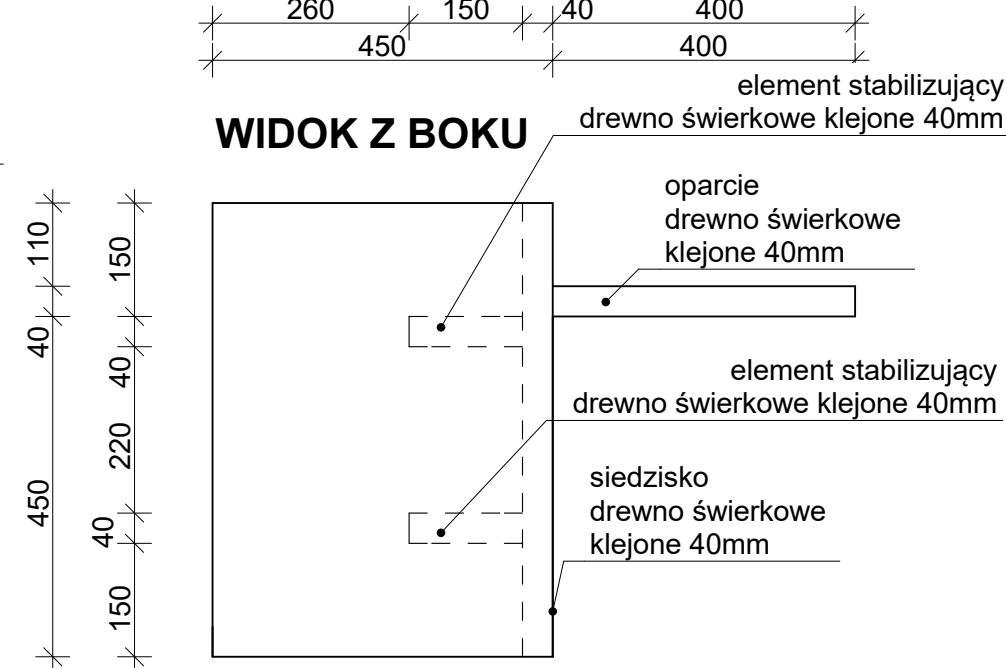 260 150 40 400
450 400
WIDOK Z BOKU
element stabilizujący
drewno świerkowe klejone 40mm
oparcie
drewno świerkowe
klejone 40mm
110
150
40
40
element stabilizujący
drewno świerkowe klejone 40mm
220
450
40
siedzisko
drewno świerkowe
klejone 40mm
150